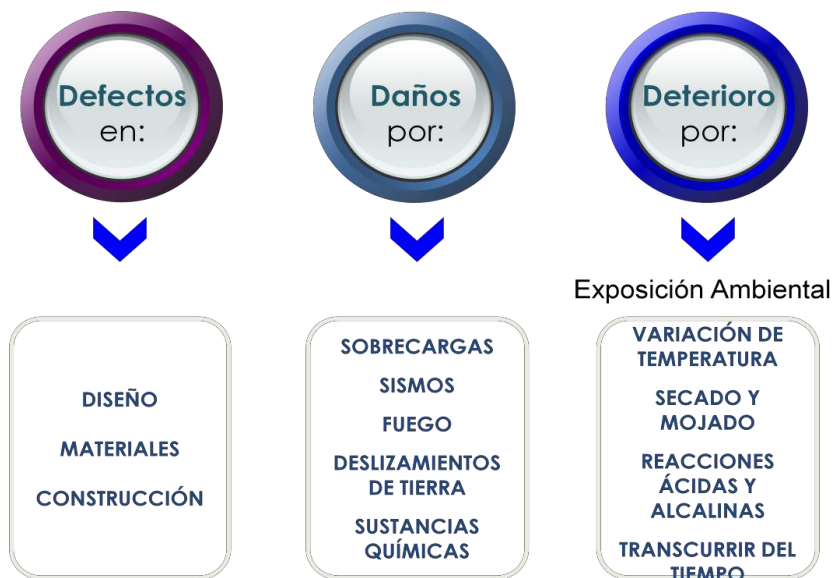 Defectos
en:
DISEÑO
MATERIALES
CONSTRUCCIÓN
Daños
por:
SOBRECARGAS
SISMOS
FUEGO
DESLIZAMIENTOS
DE TIERRA
SUSTANCIAS
QUÍMICAS
Deterioro
por:
Exposición Ambiental
VARIACIÓN DE
TEMPERATURA
SECADO Y
MOJADO
REACCIONES
ÁCIDAS Y
ALCALINAS
TRANSCURRIR DEL
TIEMPO